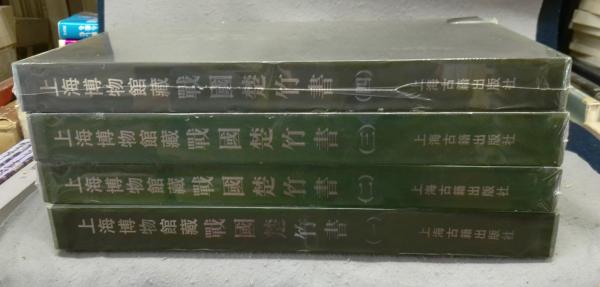 上海博物館藏戰國楚竹書(四) 上海古籍出版社
上海博物館藏戰國楚竹書(三) 上海古籍出版社
上海博物館藏戰國楚竹書(二) 上海古籍出版社
上海博物館藏戰國楚竹書(一) 上海古籍出版社